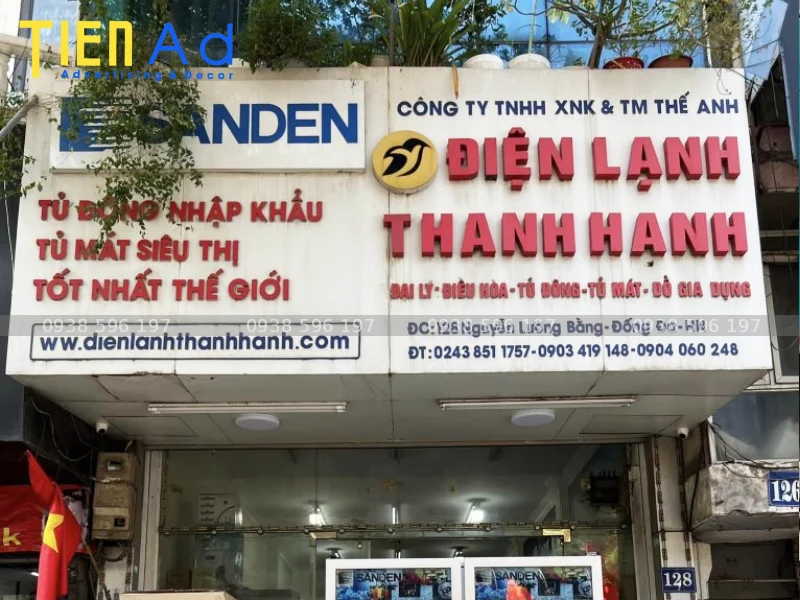 TIEN Ad
Advertising & Decor
SANDEN
TỦ ĐÔNG NHẬP KHẨU
TỦ MÁT SIÊU THỊ
TỐT NHẤT THẾ GIỚI
www.dienlanhthanhhanh.com
CÔNG TY TNHH XNK & TM THẾ ANH
ĐIỆN LẠNH
THANH HẠNH
ĐẠI LÝ - ĐIỀU HÒA - TỦ ĐÔNG - TỦ MÁT - ĐỒ GIA DỤNG
ĐC:128 Nguyễn Lương Bằng - Đống Đa - HN
ĐT: 0243 851 1757 - 0903 419 148 - 0904 060 248
0938 596 197
0938 596 197
0938 596 197
0938 596 197
126
k
SANDEN
SANDEN
128